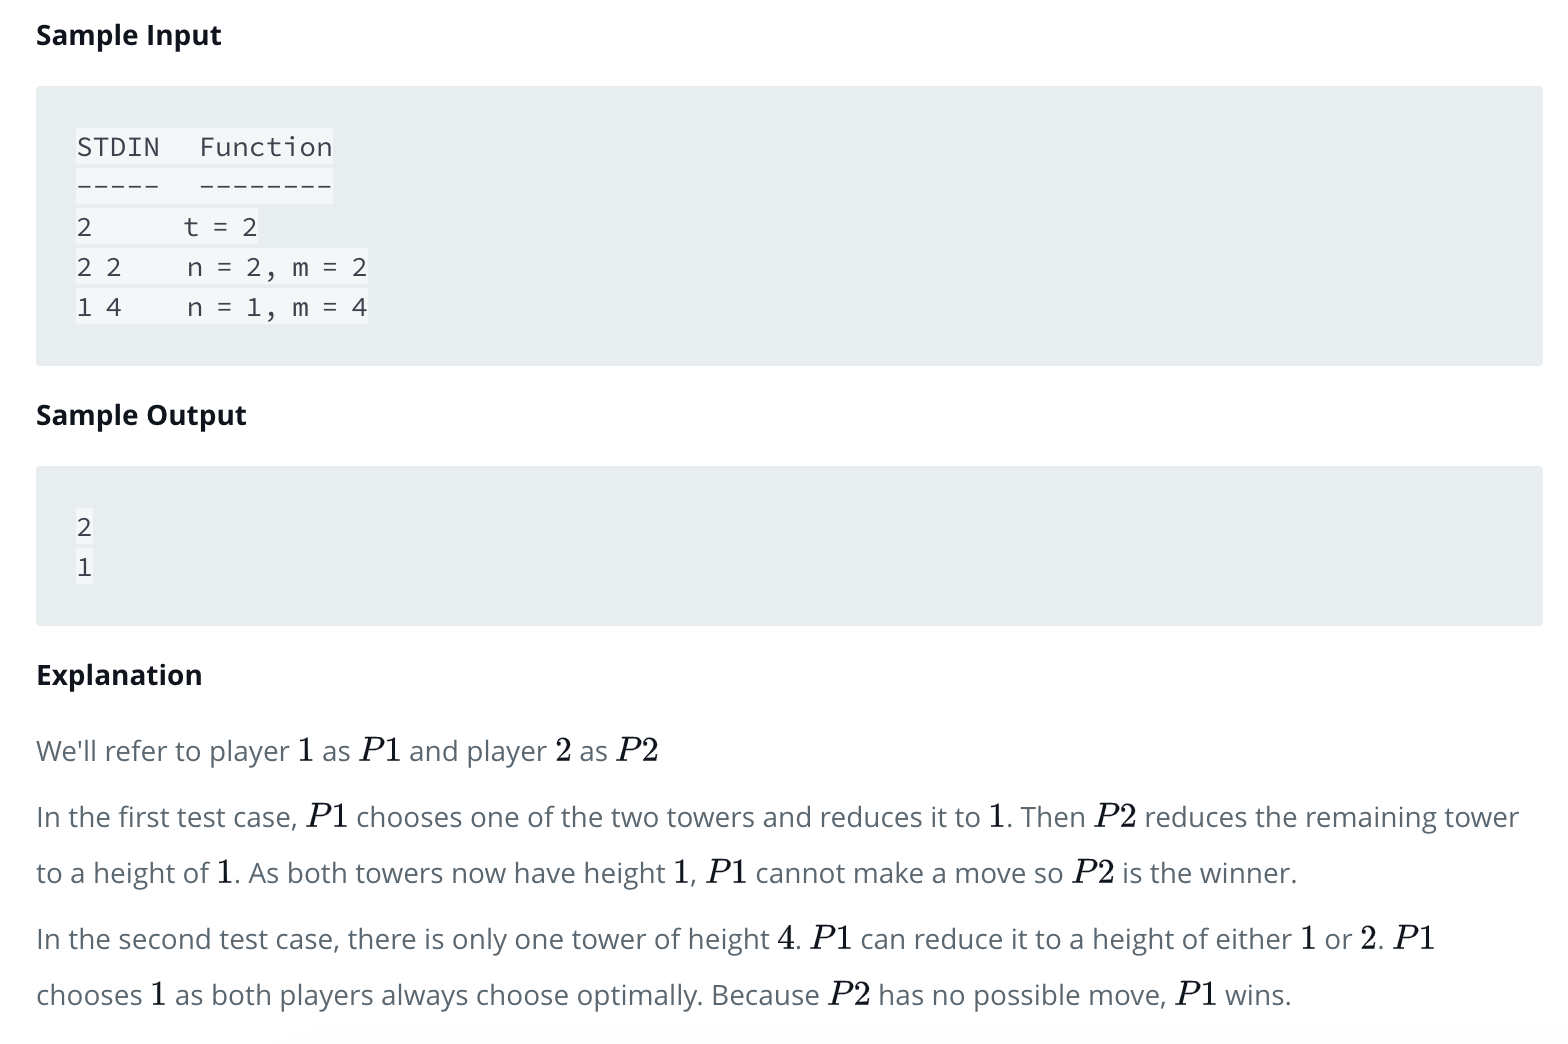 Sample Input
STDIN   Function
-----   --------
2      t = 2
2 2    n = 2, m = 2
1 4    n = 1, m = 4
Sample Output
2
1
Explanation
We'll refer to player 1 as P1 and player 2 as P2
In the first test case, P1 chooses one of the two towers and reduces it to 1. Then P2 reduces the remaining tower
to a height of 1. As both towers now have height 1, P1 cannot make a move so P2 is the winner.
In the second test case, there is only one tower of height 4. P1 can reduce it to a height of either 1 or 2. P1
chooses 1 as both players always choose optimally. Because P2 has no possible move, P1 wins.